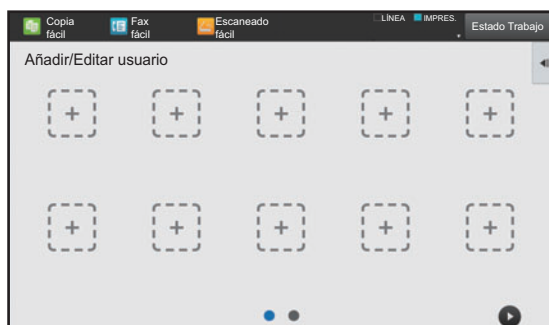 Copia
fácil
Fax
fácil
Escaneado
fácil
LÍNEA
IMPRES.
Estado Trabajo
Añadir/Editar usuario